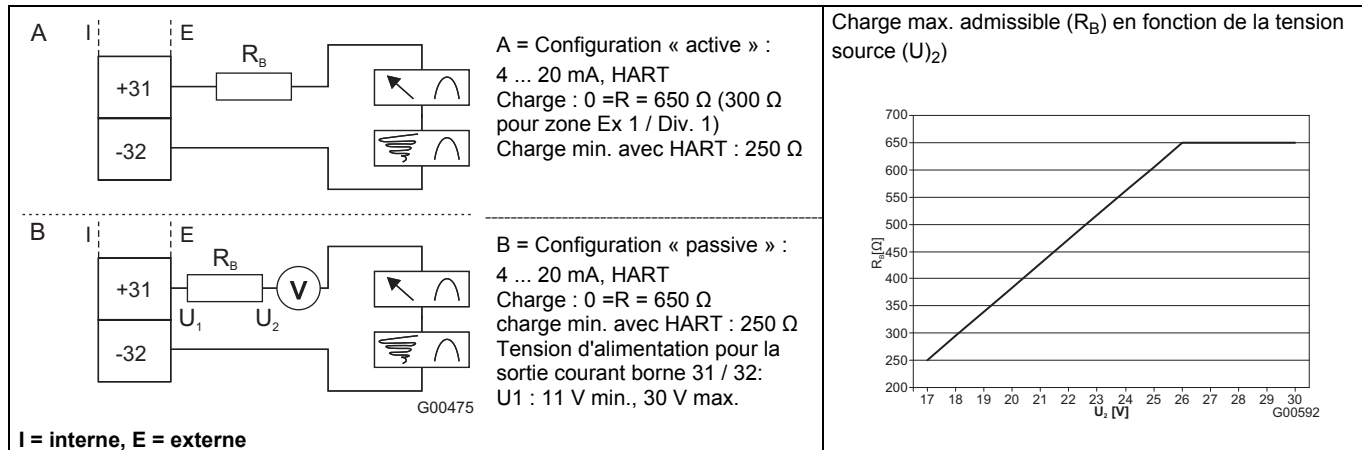 A
I
E
R_B
+31
-32
A = Configuration « active » :
4 ... 20 mA, HART
Charge : 0 =R = 650 Ω (300 Ω
pour zone Ex 1 / Div. 1)
Charge min. avec HART : 250 Ω
B
I
E
R_B
V
+31
U₁
U₂
-32
G00475
B = Configuration « passive » :
4 ... 20 mA, HART
Charge : 0 =R = 650 Ω
charge min. avec HART : 250 Ω
Tension d'alimentation pour la
sortie courant borne 31 / 32:
U1 : 11 V min., 30 V max.
I = interne, E = externe
Charge max. admissible (R_B) en fonction de la tension
source (U)₂)
700
650
600
550
500
450
400
350
300
250
200
R_B[Ω]
17 18 19 20 21 22 23 24 25 26 27 28 29 30
U₂ [V]
G00592